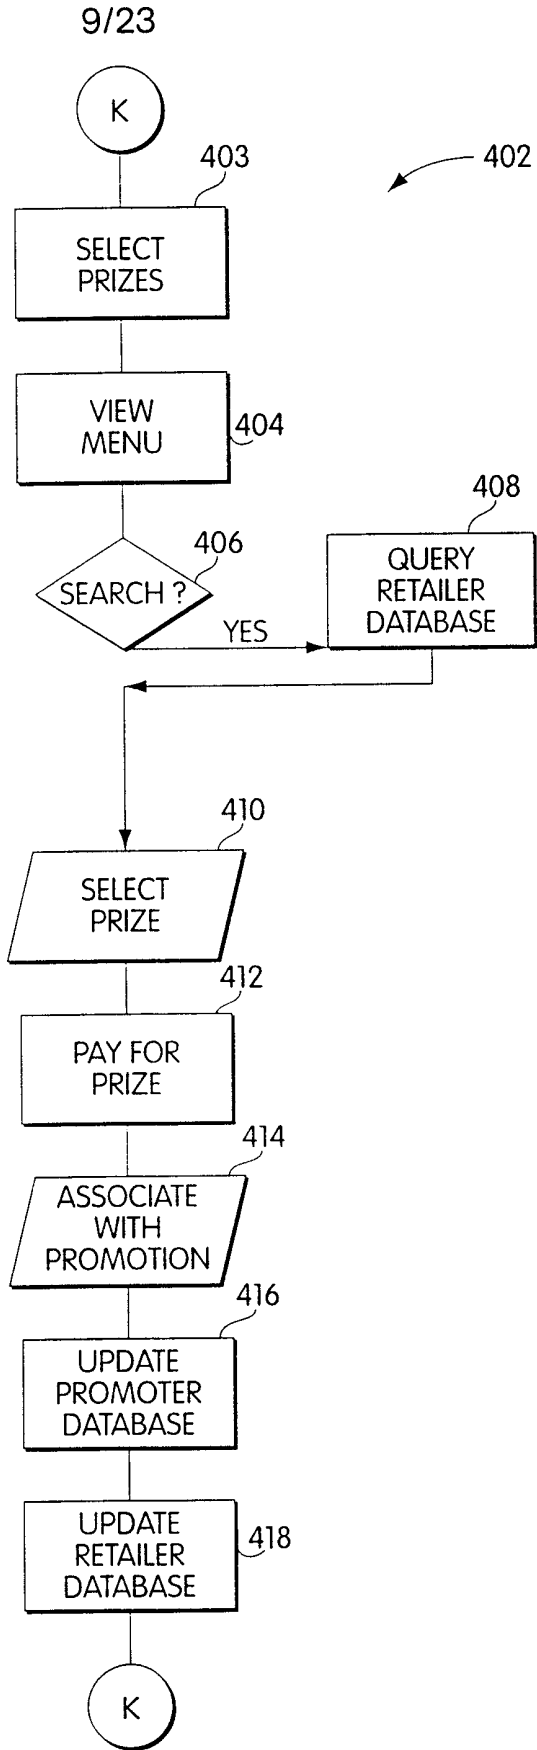 9/23
K
403
402
SELECT
PRIZES
VIEW
MENU
404
406
SEARCH ?
YES
408
QUERY
RETAILER
DATABASE
410
SELECT
PRIZE
412
PAY FOR
PRIZE
414
ASSOCIATE
WITH
PROMOTION
416
UPDATE
PROMOTER
DATABASE
UPDATE
RETAILER
DATABASE
418
K